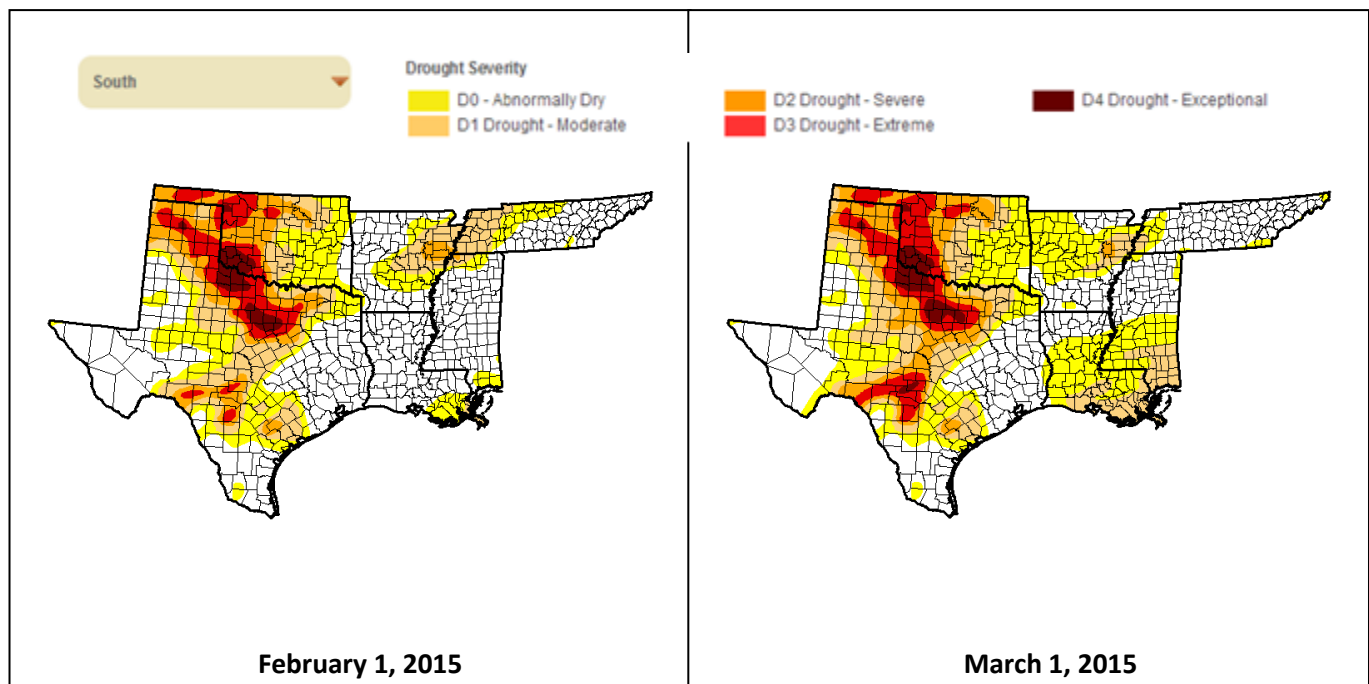 South
Drought Severity
D0 - Abnormally Dry
D1 Drought - Moderate
D2 Drought - Severe
D3 Drought - Extreme
D4 Drought - Exceptional
February 1, 2015
March 1, 2015